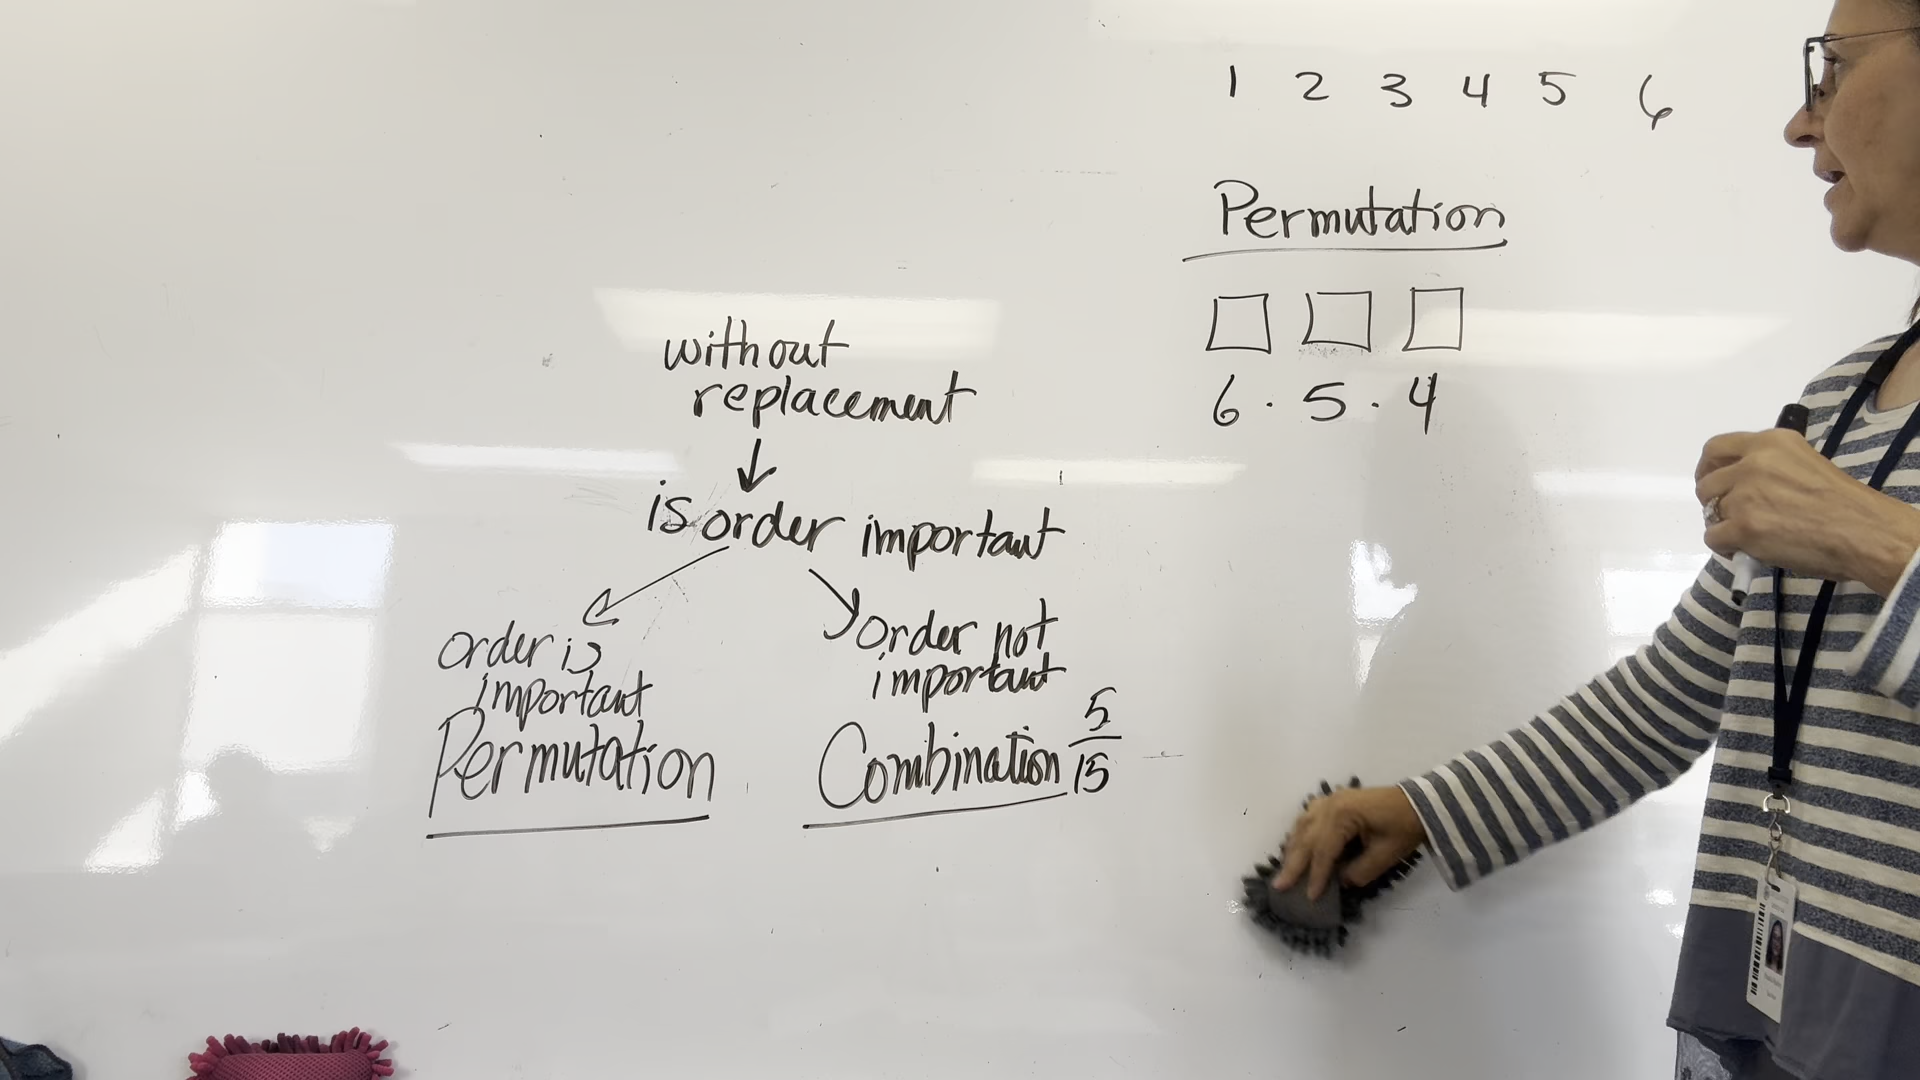 1 2 3 4 5 6
Permutation
6 · 5 · 4
without
replacement
is order important
order is
important
Permutation
Order not
important
Combination
5
15